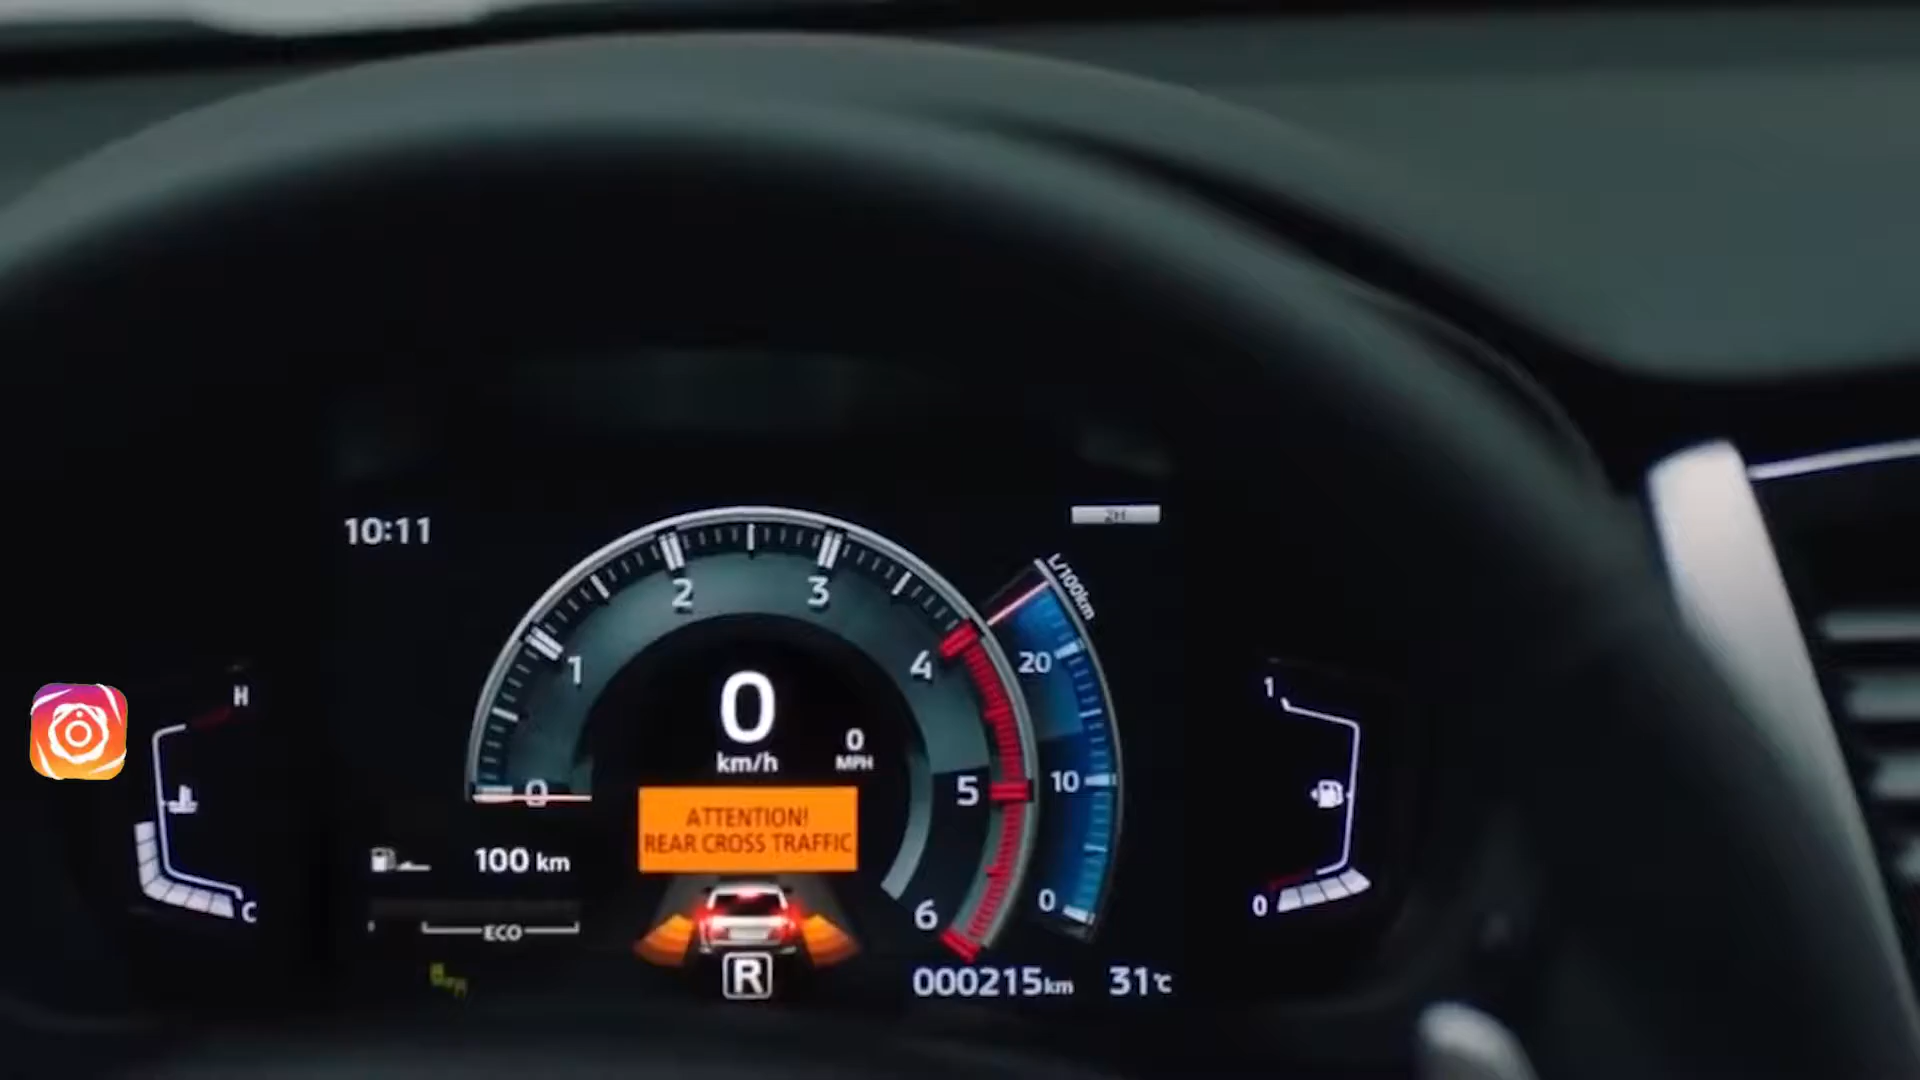 10:11
2H
L/100km
1
2
3
4
5
6
0
20
10
0
0
km/h
0
MPH
ATTENTION!
REAR CROSS TRAFFIC
H
C
1
0
100 km
ECO
R
000215km
31℃